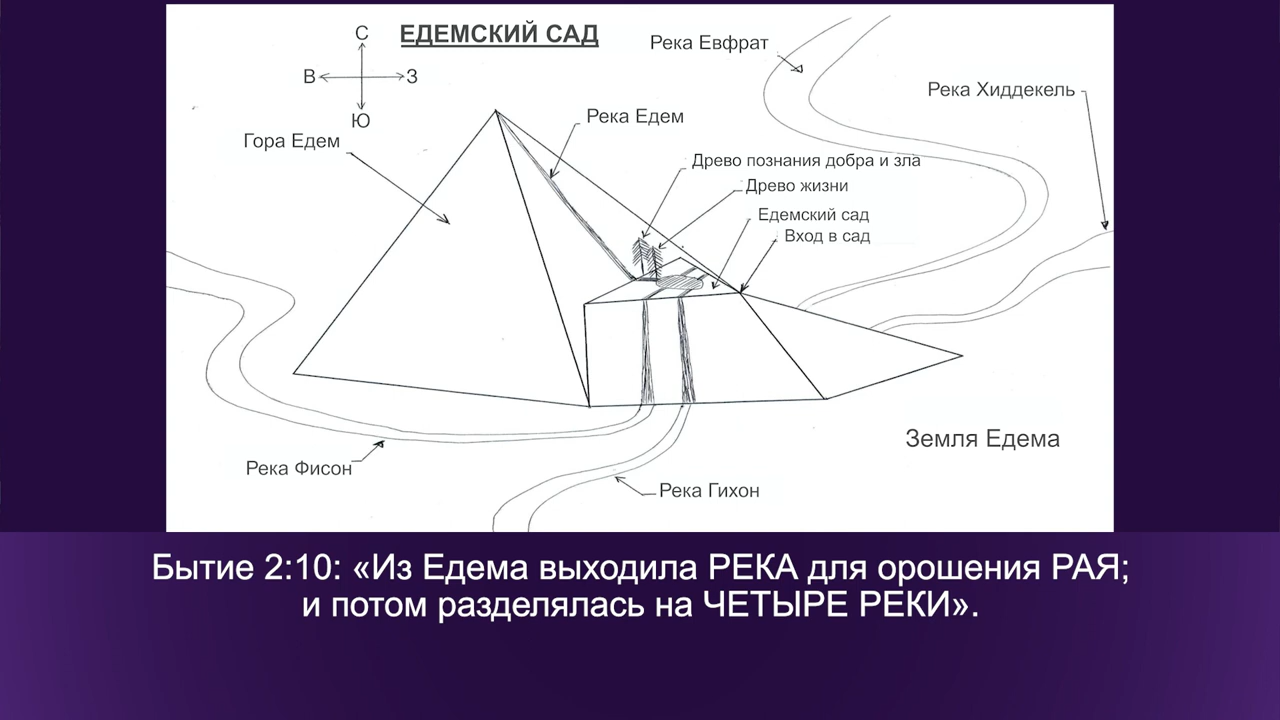 С
ЕДЕМСКИЙ САД
Река Евфрат
В
З
Река Хиддекель
Ю
Река Едем
Гора Едем
Древо познания добра и зла
Древо жизни
Едемский сад
Вход в сад
Земля Едема
Река Фисон
Река Гихон
Бытие 2:10: «Из Едема выходила РЕКА для орошения РАЯ;
и потом разделялась на ЧЕТЫРЕ РЕКИ».